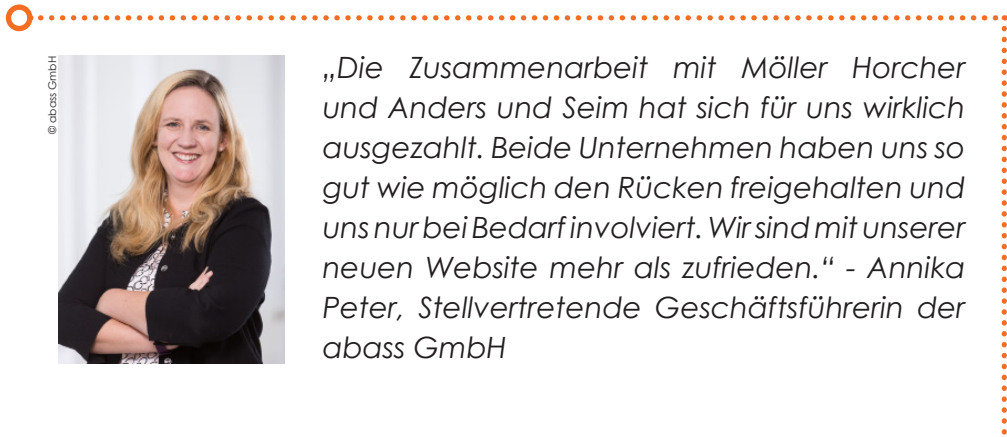 © abass GmbH
„Die Zusammenarbeit mit Möller Horcher
und Anders und Seim hat sich für uns wirklich
ausgezahlt. Beide Unternehmen haben uns so
gut wie möglich den Rücken freigehalten und
uns nur bei Bedarf involviert. Wir sind mit unserer
neuen Website mehr als zufrieden.“ - Annika
Peter, Stellvertretende Geschäftsführerin der
abass GmbH